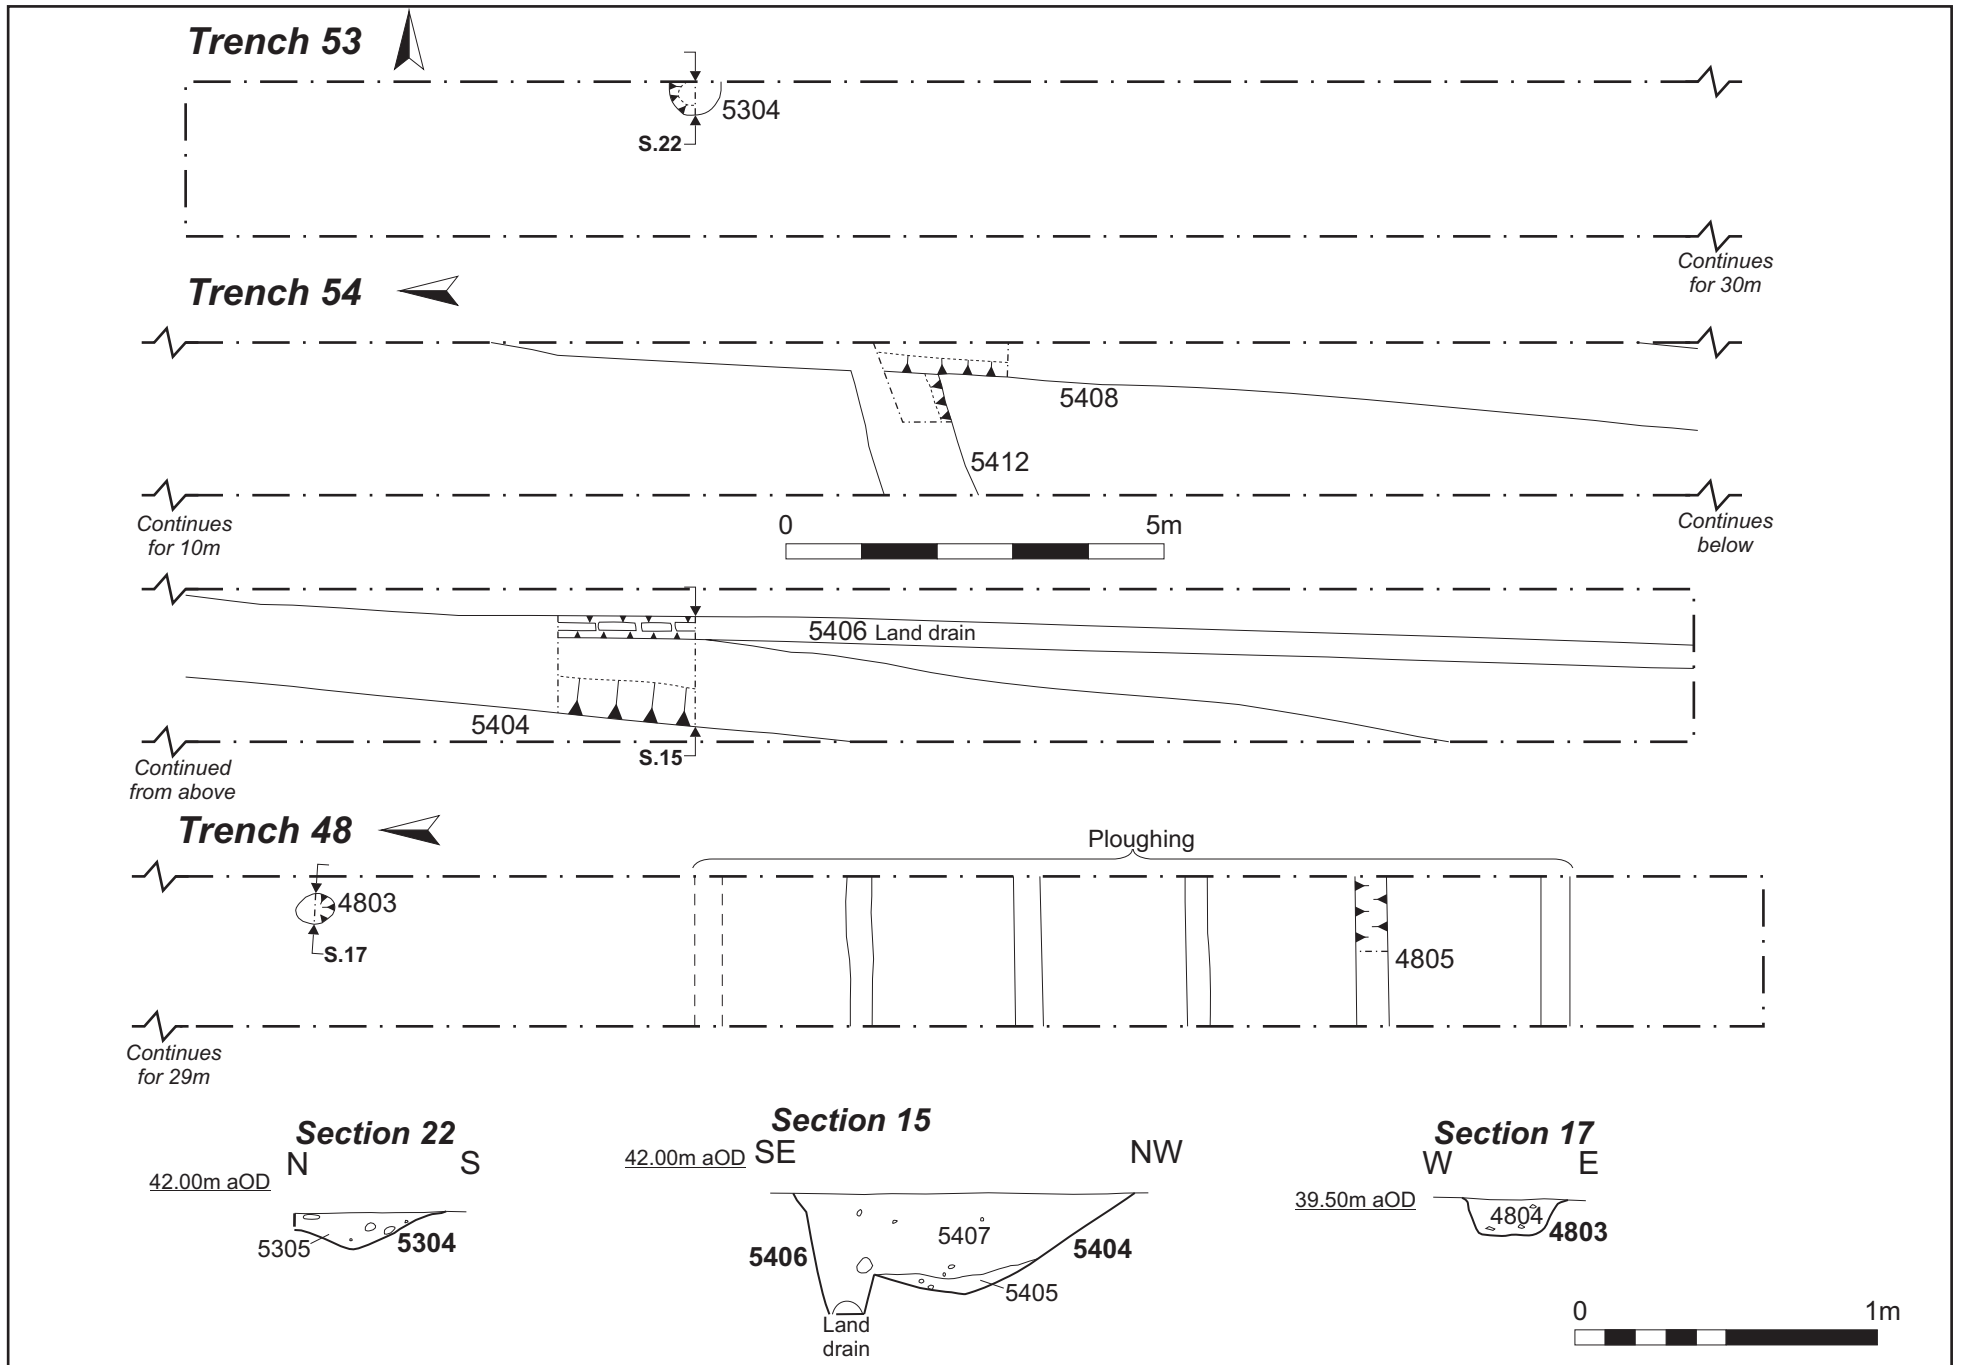 Trench 53
5304
S.22
Continues
for 30m
Trench 54
5408
5412
Continues
for 10m
0 5m
Continues
below
5406 Land drain
5404
S.15
Continued
from above
Trench 48
Ploughing
4803
S.17
4805
Continues
for 29m
Section 22
N S
42.00m aOD
5305
5304
Section 15
42.00m aOD
SE NW
5407
5406
5404
5405
Land
drain
Section 17
W E
39.50m aOD
4804
4803
0 1m